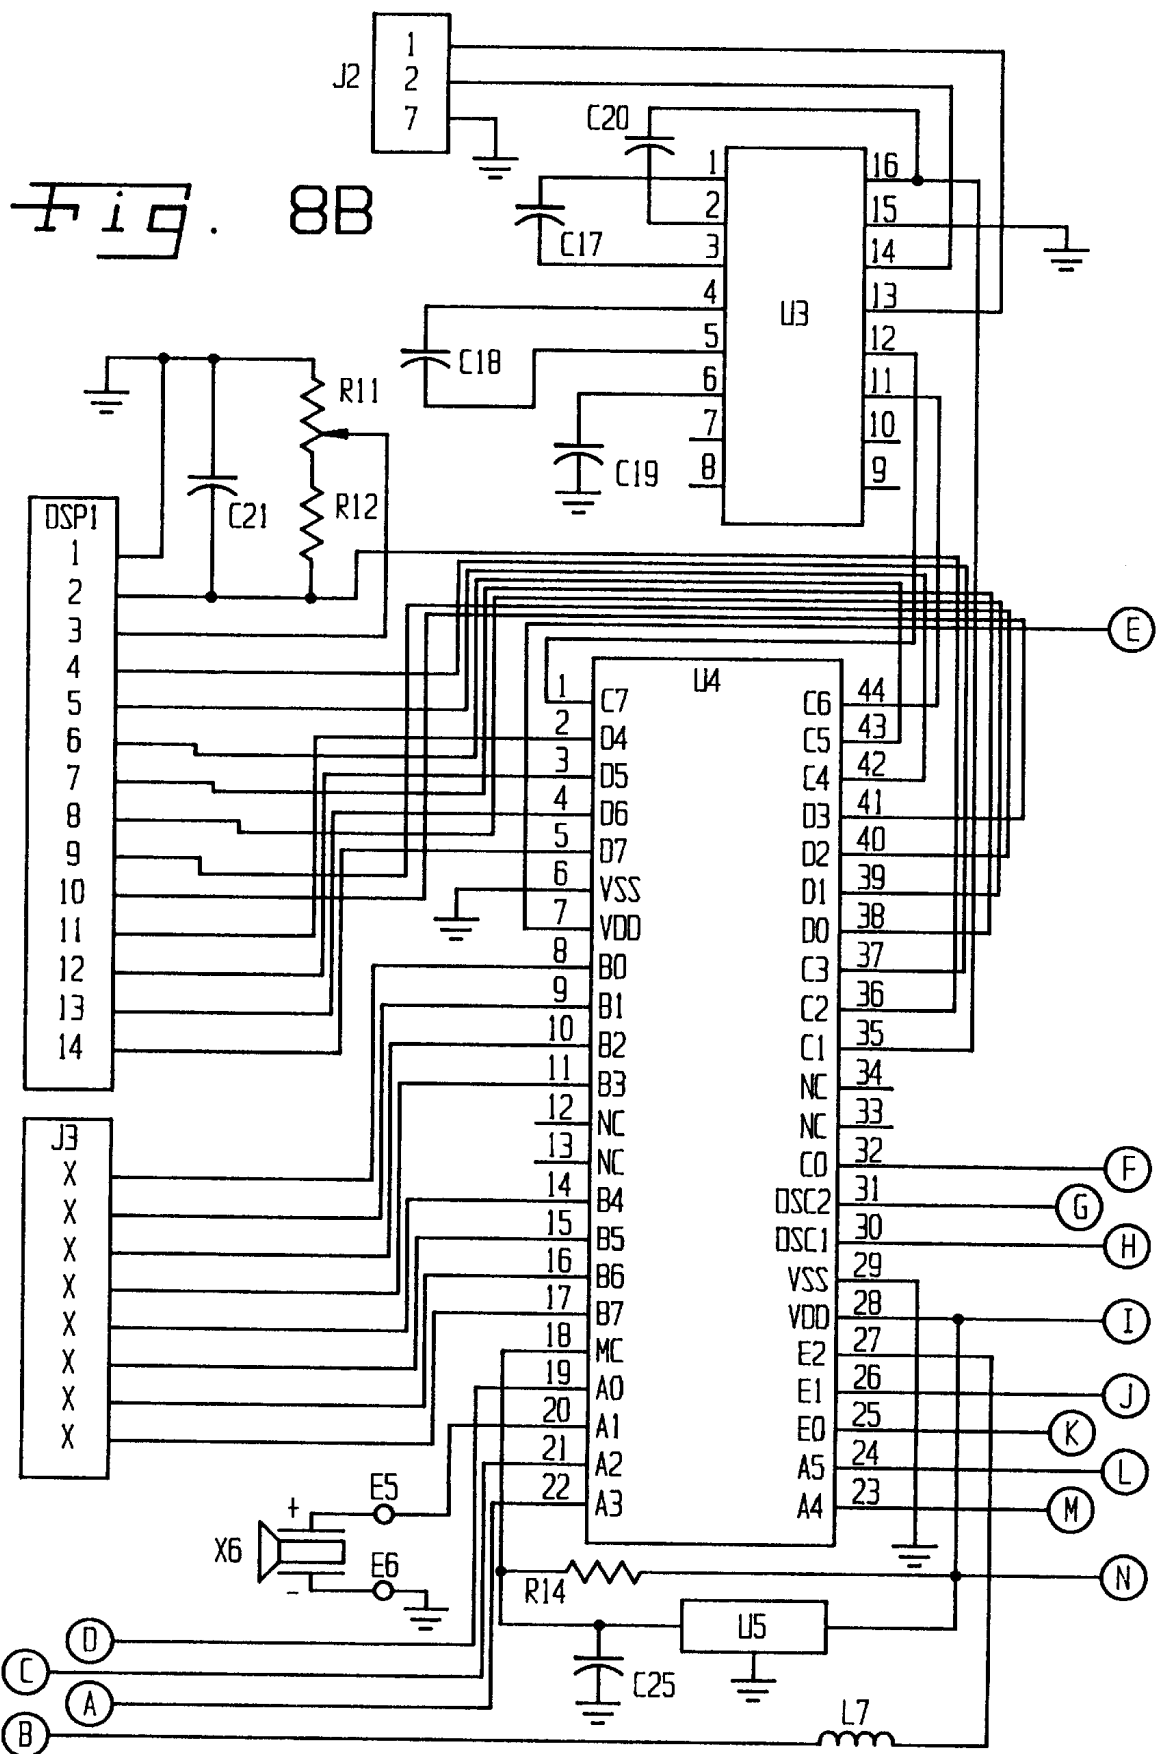 Fig. 8B
J2
1
2
7
C20
C17
C18
C19
U3
1
2
3
4
5
6
7
8
16
15
14
13
12
11
10
9
R11
R12
C21
DSP1
1
2
3
4
5
6
7
8
9
10
11
12
13
14
E
U4
1 C7
2 D4
3 D5
4 D6
5 D7
6 VSS
7 VDD
8 B0
9 B1
10 B2
11 B3
12 NC
13 NC
14 B4
15 B5
16 B6
17 B7
18 MC
19 A0
20 A1
21 A2
22 A3
C6 44
C5 43
C4 42
D3 41
D2 40
D1 39
D0 38
C3 37
C2 36
C1 35
NC 34
NC 33
C0 32
OSC2 31
OSC1 30
VSS 29
VDD 28
E2 27
E1 26
E0 25
A5 24
A4 23
J3
X
X
X
X
X
X
X
X
F
G
H
I
J
K
L
M
N
X6
+
-
E5
E6
R14
U5
C25
L7
D
C
A
B